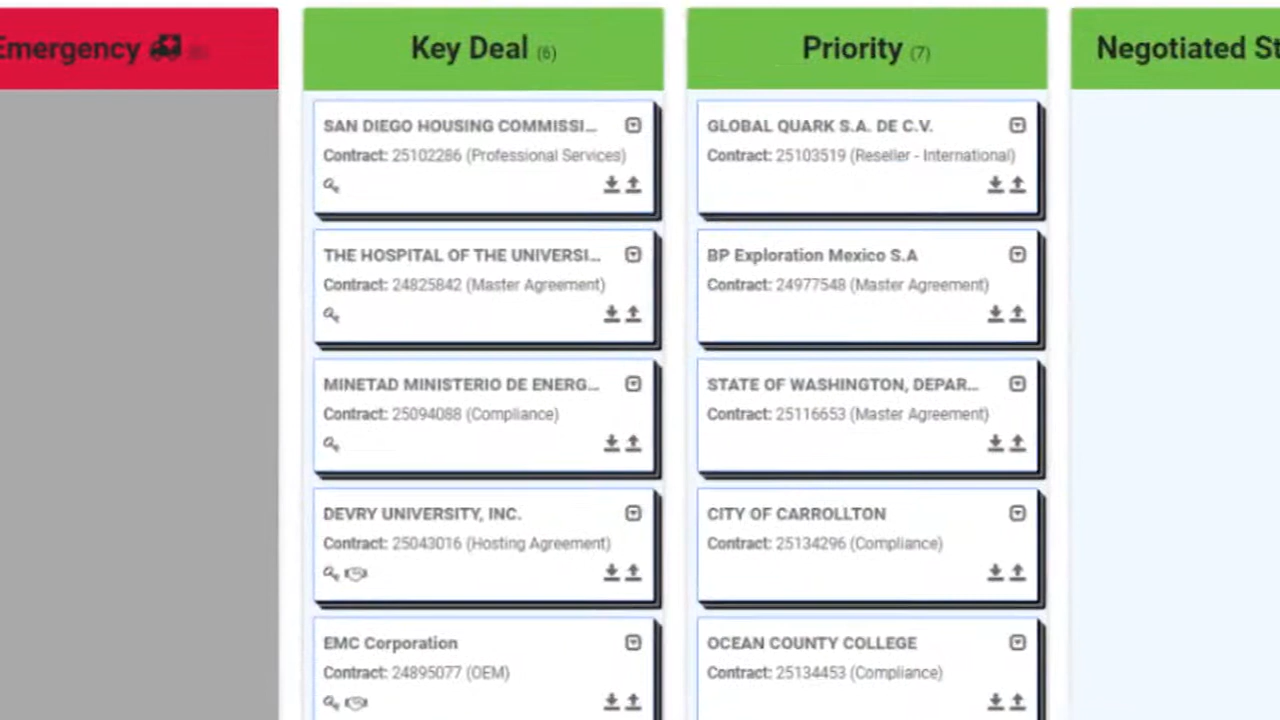 Emergency
Key Deal (6)
SAN DIEGO HOUSING COMMISSI...
Contract: 25102286 (Professional Services)
THE HOSPITAL OF THE UNIVERSI...
Contract: 24825842 (Master Agreement)
MINETAD MINISTERIO DE ENERG...
Contract: 25094088 (Compliance)
DEVRY UNIVERSITY, INC.
Contract: 25043016 (Hosting Agreement)
EMC Corporation
Contract: 24895077 (OEM)
Priority (7)
GLOBAL QUARK S.A. DE C.V.
Contract: 25103519 (Reseller - International)
BP Exploration Mexico S.A
Contract: 24977548 (Master Agreement)
STATE OF WASHINGTON, DEPAR...
Contract: 25116653 (Master Agreement)
CITY OF CARROLLTON
Contract: 25134296 (Compliance)
OCEAN COUNTY COLLEGE
Contract: 25134453 (Compliance)
Negotiated St